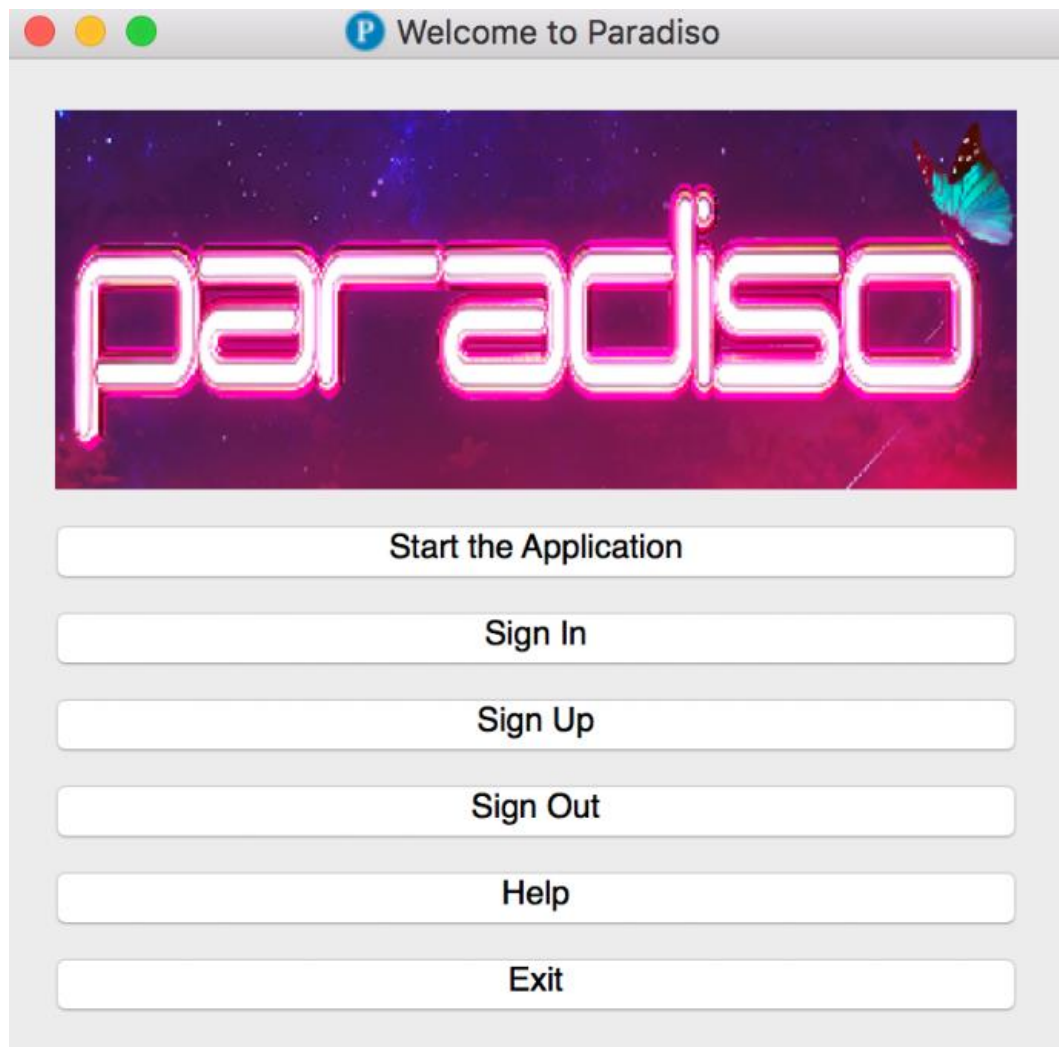 P Welcome to Paradiso
paradiso
Start the Application
Sign In
Sign Up
Sign Out
Help
Exit